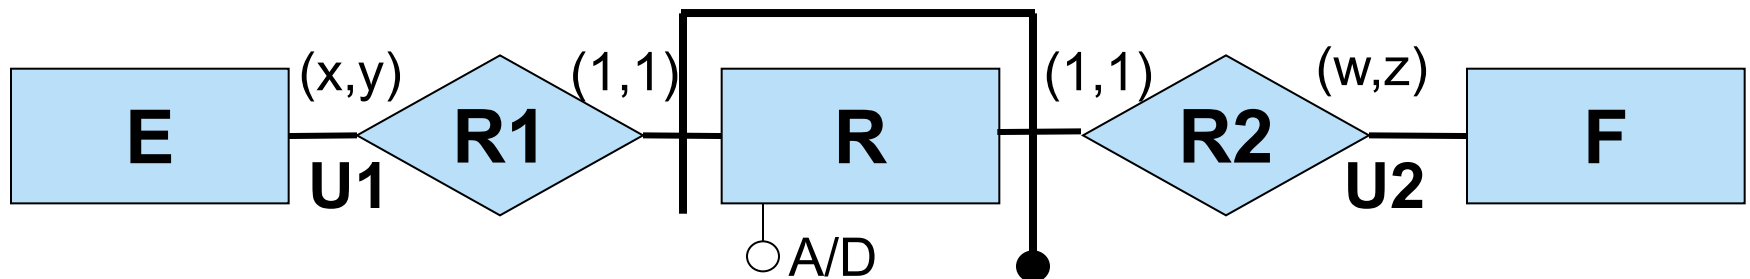 (x,y) (1,1) (1,1) (w,z)
E R1 R R2 F
U1 U2
A/D